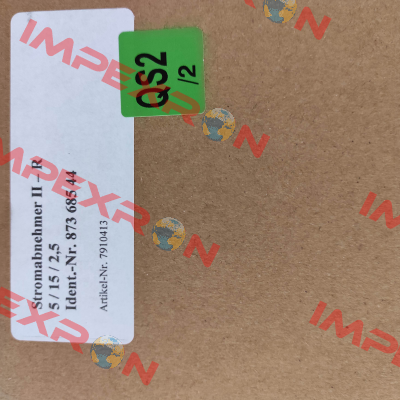 Stromabnehmer II – R
5 / 15 / 2,5
Ident.-Nr. 873 685 44
Artikel-Nr. 7910413
QS2
/2
IMPEXRON
IMPEXRON
IMPEXRON
IMPEXRON
IMPEXRON